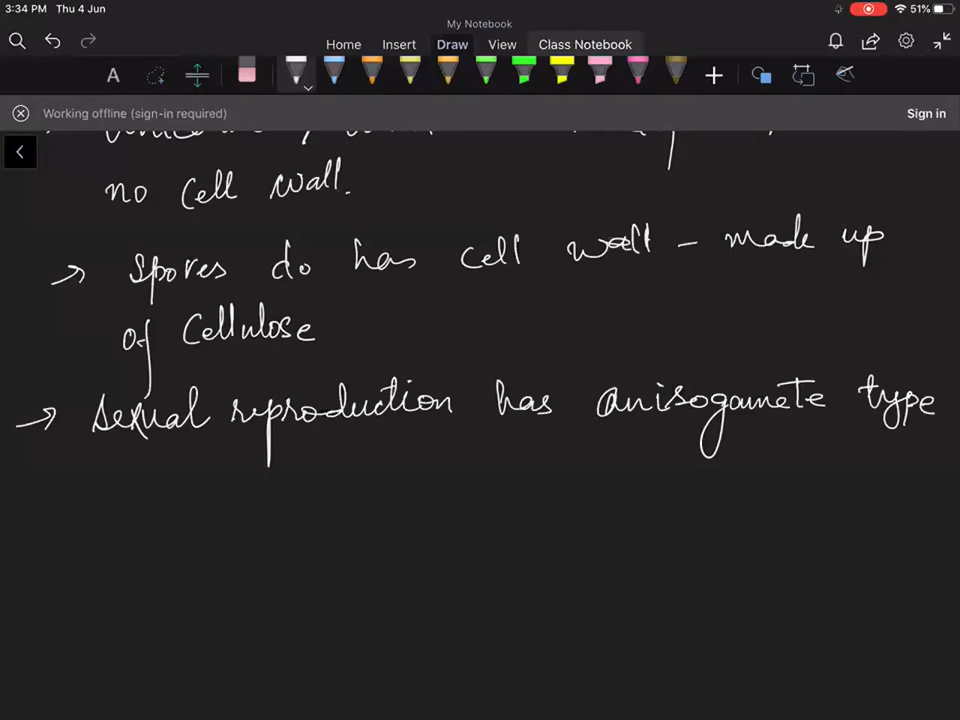 3:34 PM Thu 4 Jun
51%
My Notebook
Home Insert Draw View Class Notebook
A
Working offline (sign-in required) Sign in
no cell wall.
→ Spores do has cell wall - made up
of Cellulose
→ Sexual reproduction has anisogamete type